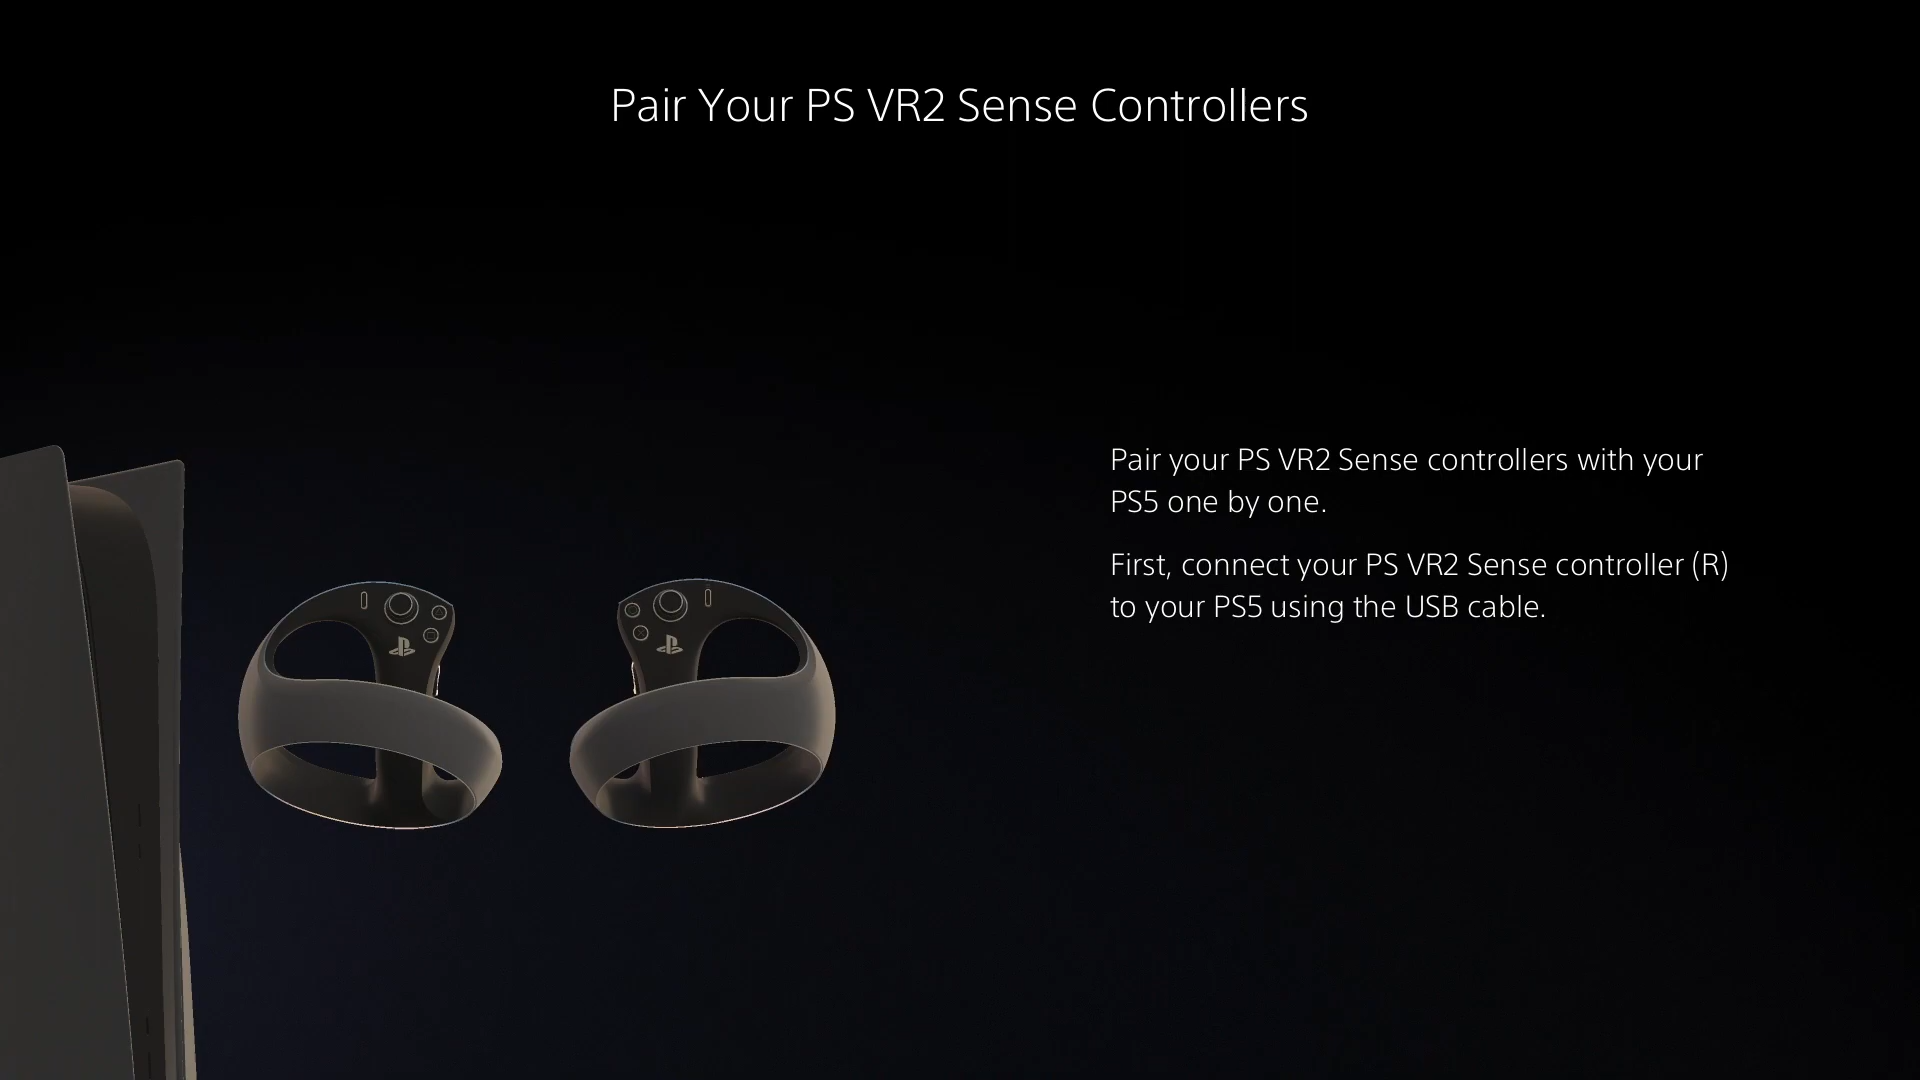 Pair Your PS VR2 Sense Controllers
Pair your PS VR2 Sense controllers with your
PS5 one by one.
First, connect your PS VR2 Sense controller (R)
to your PS5 using the USB cable.